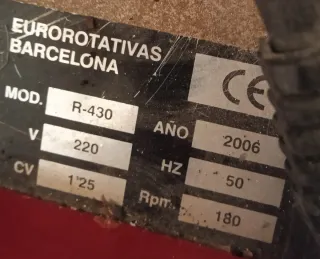 EUROROTATIVAS
BARCELONA
CE
MOD. R-430
AÑO 2006
V 220
HZ 50
CV 1'25
Rpm. 180